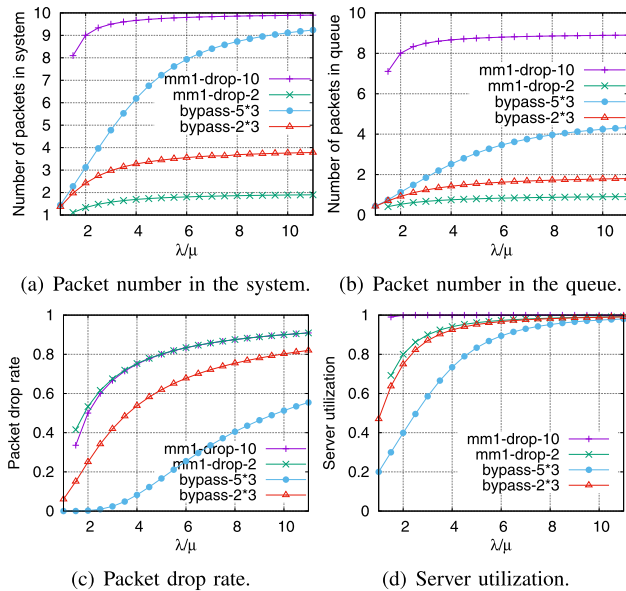 10
9
8
7
6
5
4
3
2
1
2
4
6
8
10
Number of packets in system
λ/μ
mm1-drop-10
mm1-drop-2
bypass-5*3
bypass-2*3
(a) Packet number in the system.
10
8
6
4
2
0
2
4
6
8
10
Number of packets in queue
λ/μ
mm1-drop-10
mm1-drop-2
bypass-5*3
bypass-2*3
(b) Packet number in the queue.
1
0.8
0.6
0.4
0.2
0
2
4
6
8
10
Packet drop rate
λ/μ
mm1-drop-10
mm1-drop-2
bypass-5*3
bypass-2*3
(c) Packet drop rate.
1
0.8
0.6
0.4
0.2
0
2
4
6
8
10
Server utilization
λ/μ
mm1-drop-10
mm1-drop-2
bypass-5*3
bypass-2*3
(d) Server utilization.